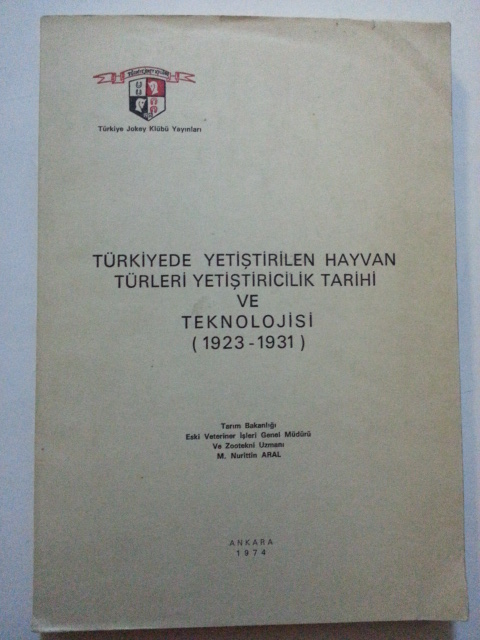 Türkiye Jokey Klübü Yayınları
TÜRKİYEDE YETİŞTİRİLEN HAYVAN
TÜRLERİ YETİŞTİRİCİLİK TARİHİ
VE
TEKNOLOJİSİ
( 1923 - 1931 )
Tarım Bakanlığı
Eski Veteriner İşleri Genel Müdürü
Ve Zootekni Uzmanı
M. Nurittin ARAL
ANKARA
1974